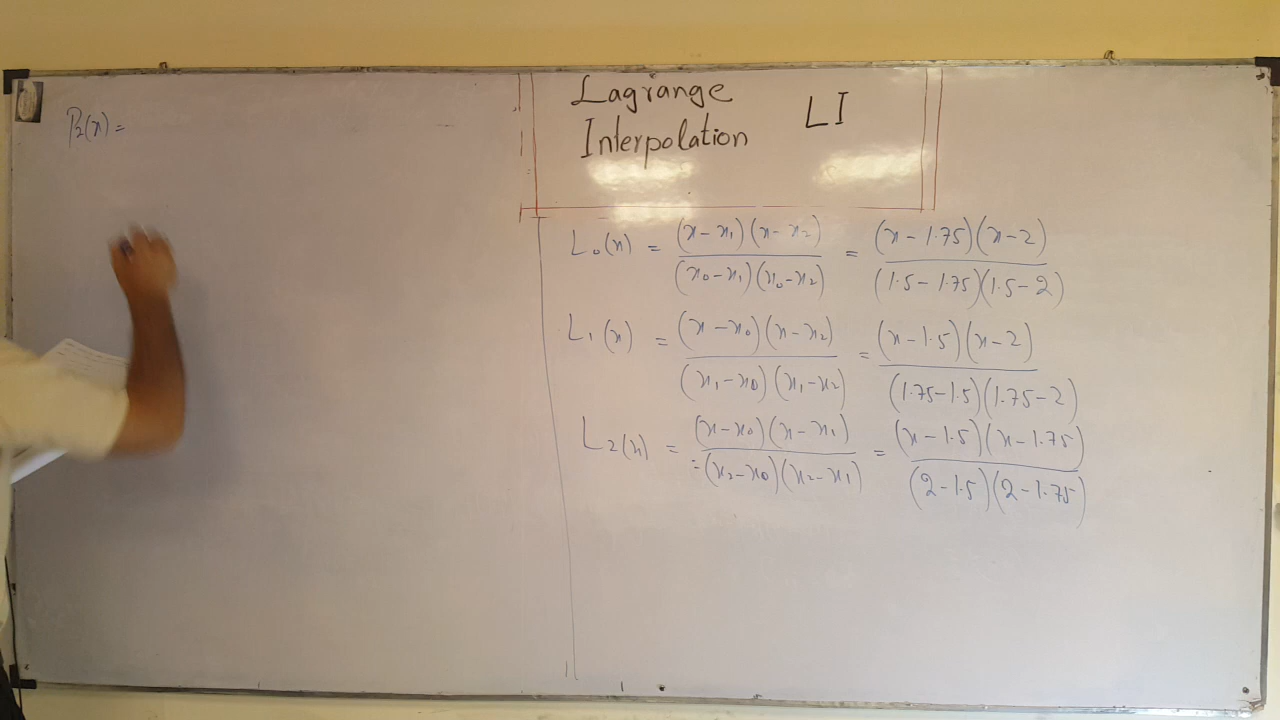 P₂(x) =
Lagrange
Interpolation LI
L₀(x) = (x-x₁)(x-x₂) / (x₀-x₁)(x₀-x₂) = (x-1.75)(x-2) / (1.5-1.75)(1.5-2)
L₁(x) = (x-x₀)(x-x₂) / (x₁-x₀)(x₁-x₂) = (x-1.5)(x-2) / (1.75-1.5)(1.75-2)
L₂(x) = (x-x₀)(x-x₁) / (x₂-x₀)(x₂-x₁) = (x-1.5)(x-1.75) / (2-1.5)(2-1.75)